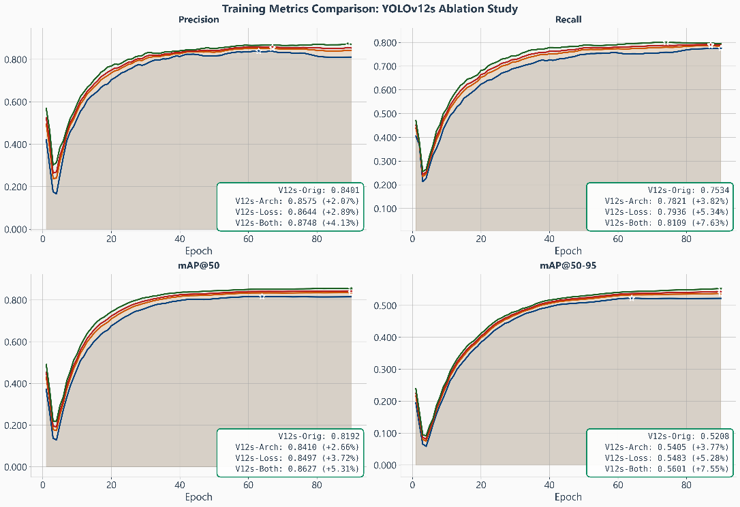 Training Metrics Comparison: YOLOv12s Ablation Study
Precision
0.800
0.600
0.400
0.200
0.000
V12s-Orig: 0.8401
V12s-Arch: 0.8575 (+2.07%)
V12s-Loss: 0.8644 (+2.89%)
V12s-Both: 0.8748 (+4.13%)
0 20 40 60 80
Epoch
Recall
0.800
0.700
0.600
0.500
0.400
0.300
0.200
0.100
V12s-Orig: 0.7534
V12s-Arch: 0.7821 (+3.82%)
V12s-Loss: 0.7936 (+5.34%)
V12s-Both: 0.8109 (+7.63%)
0 20 40 60 80
Epoch
mAP@50
0.800
0.600
0.400
0.200
0.000
V12s-Orig: 0.8192
V12s-Arch: 0.8410 (+2.66%)
V12s-Loss: 0.8497 (+3.72%)
V12s-Both: 0.8627 (+5.31%)
0 20 40 60 80
Epoch
mAP@50-95
0.500
0.400
0.300
0.200
0.100
0.000
V12s-Orig: 0.5208
V12s-Arch: 0.5405 (+3.77%)
V12s-Loss: 0.5483 (+5.28%)
V12s-Both: 0.5601 (+7.55%)
0 20 40 60 80
Epoch